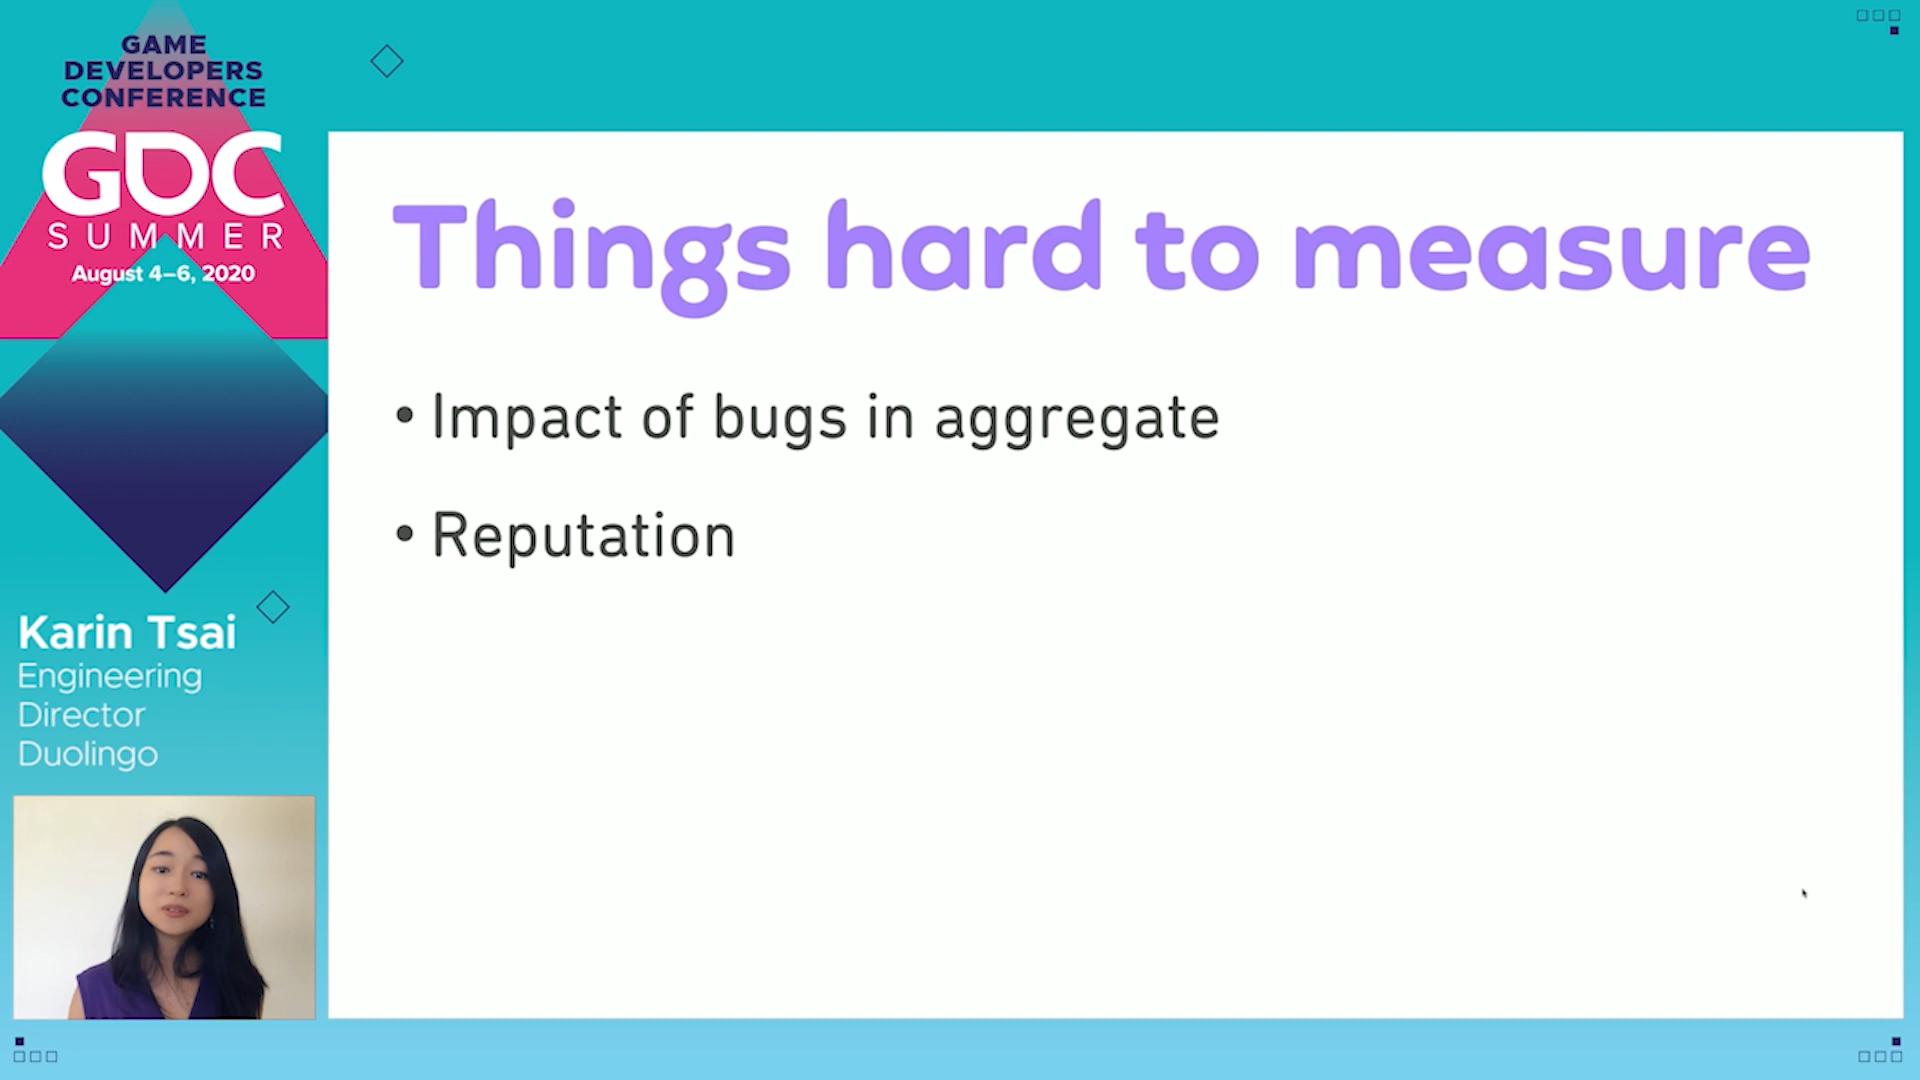 GAME
DEVELOPERS
CONFERENCE
GDC
SUMMER
August 4–6, 2020
Karin Tsai
Engineering
Director
Duolingo
Things hard to measure
• Impact of bugs in aggregate
• Reputation